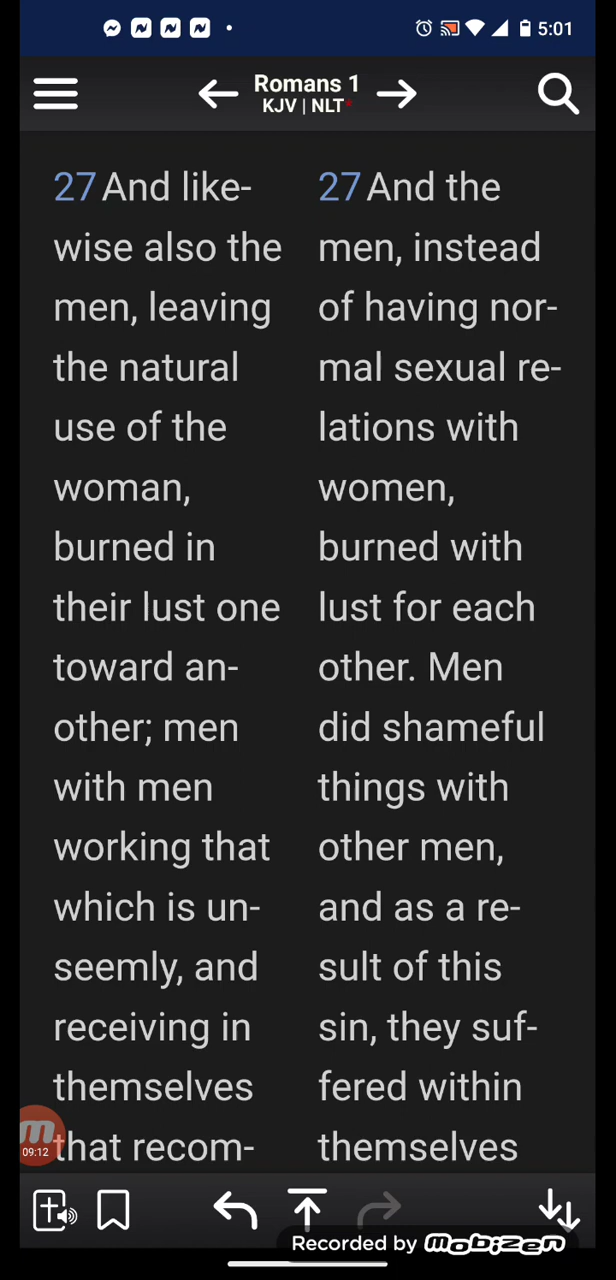 5:01
Romans 1
KJV | NLT*
27 And like-
wise also the
men, leaving
the natural
use of the
woman,
burned in
their lust one
toward an-
other; men
with men
working that
which is un-
seemly, and
receiving in
themselves
that recom-
27 And the
men, instead
of having nor-
mal sexual re-
lations with
women,
burned with
lust for each
other. Men
did shameful
things with
other men,
and as a re-
sult of this
sin, they suf-
fered within
themselves
m
09:12
Recorded by mobizen